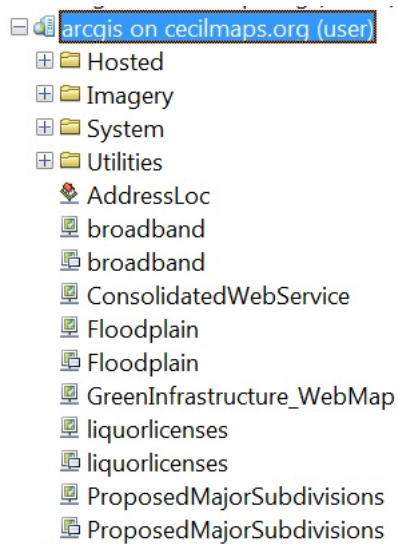 arcgis on cecilmaps.org (user)
Hosted
Imagery
System
Utilities
AddressLoc
broadband
broadband
ConsolidatedWebService
Floodplain
Floodplain
GreenInfrastructure_WebMap
liquorlicenses
liquorlicenses
ProposedMajorSubdivisions
ProposedMajorSubdivisions